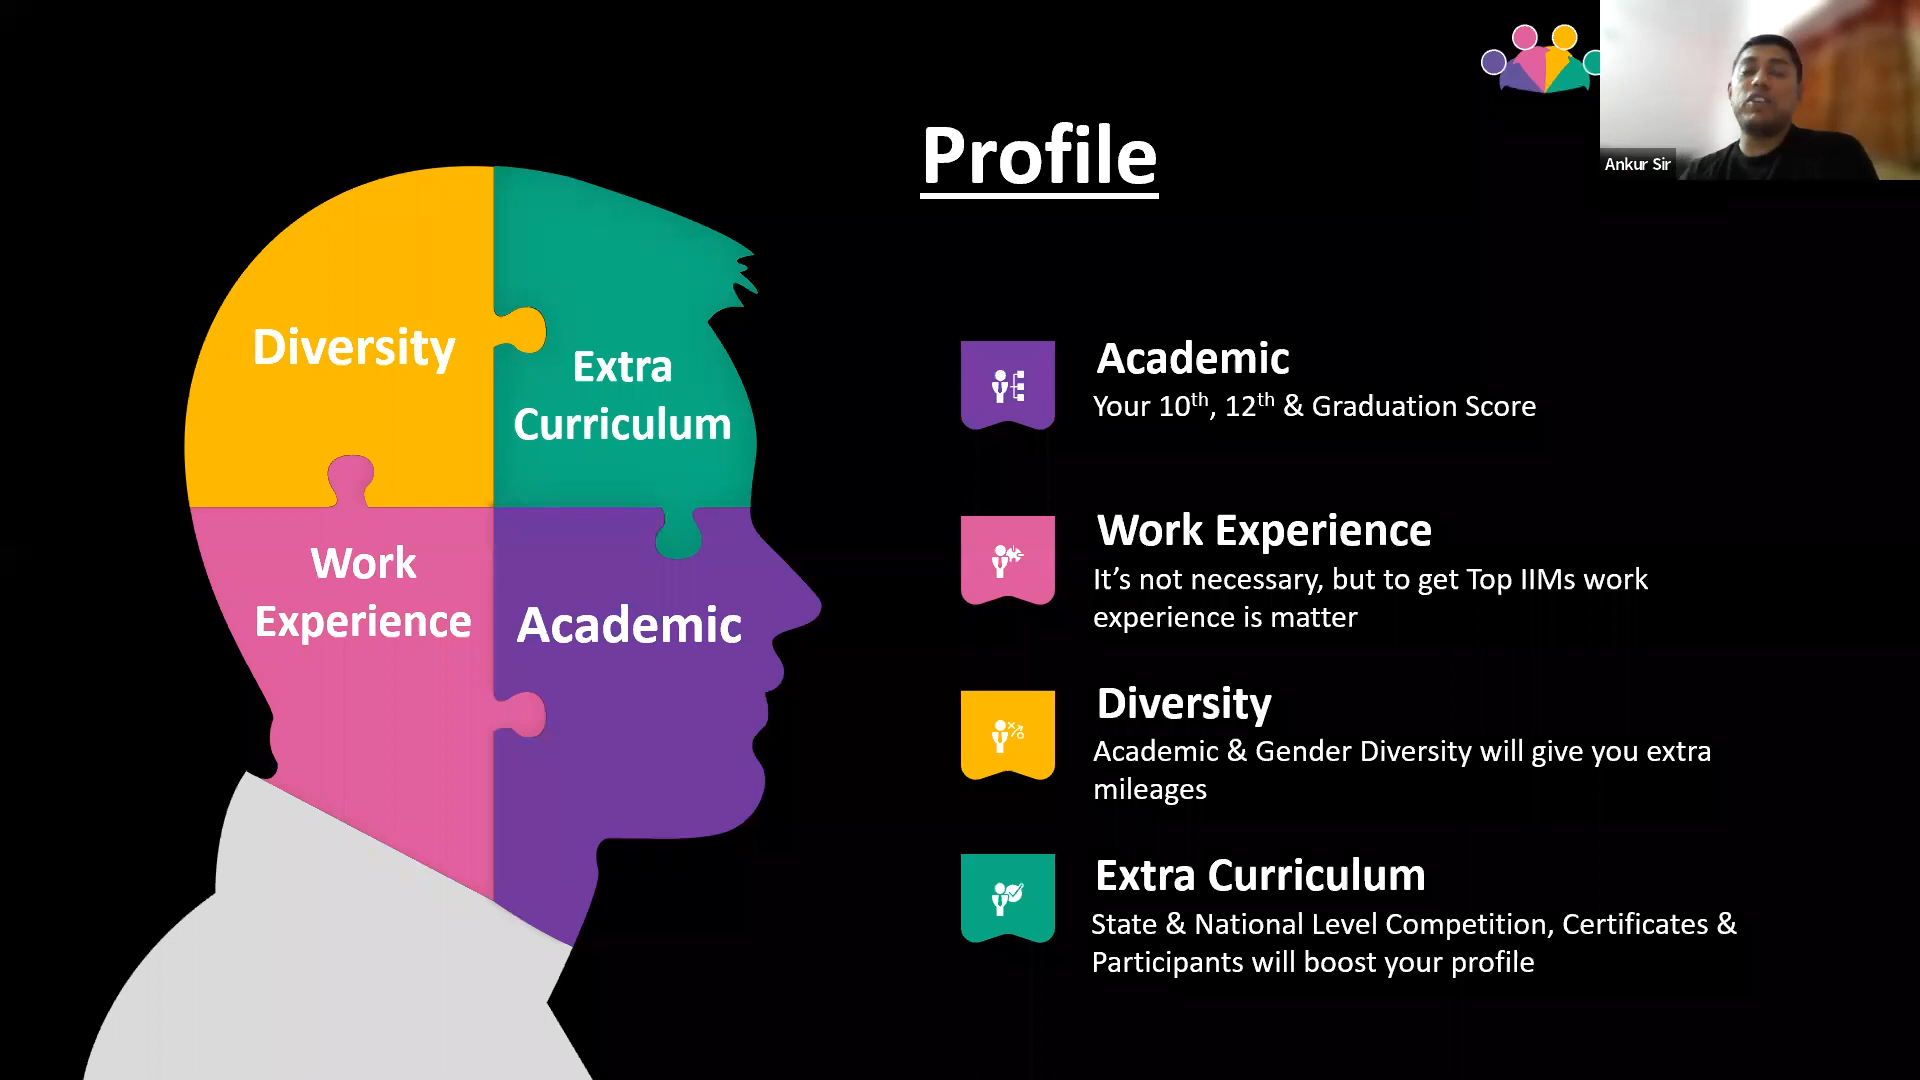 Profile
Ankur Sir
Diversity
Extra
Curriculum
Work
Experience
Academic
Academic
Your 10th, 12th & Graduation Score
Work Experience
It’s not necessary, but to get Top IIMs work
experience is matter
Diversity
Academic & Gender Diversity will give you extra
mileages
Extra Curriculum
State & National Level Competition, Certificates &
Participants will boost your profile